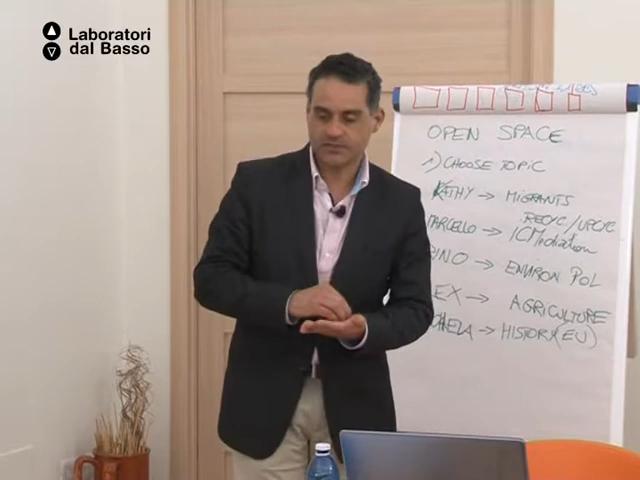 Laboratori
dal Basso
OPEN SPACE
1) CHOOSE TOPIC
KATHY → MIGRANTS
RECYC/UPCYC
ARCELLO → ICMediation
INO → ENVIRON POL
EX → AGRICULTURE
HELA → HISTORY (EU)